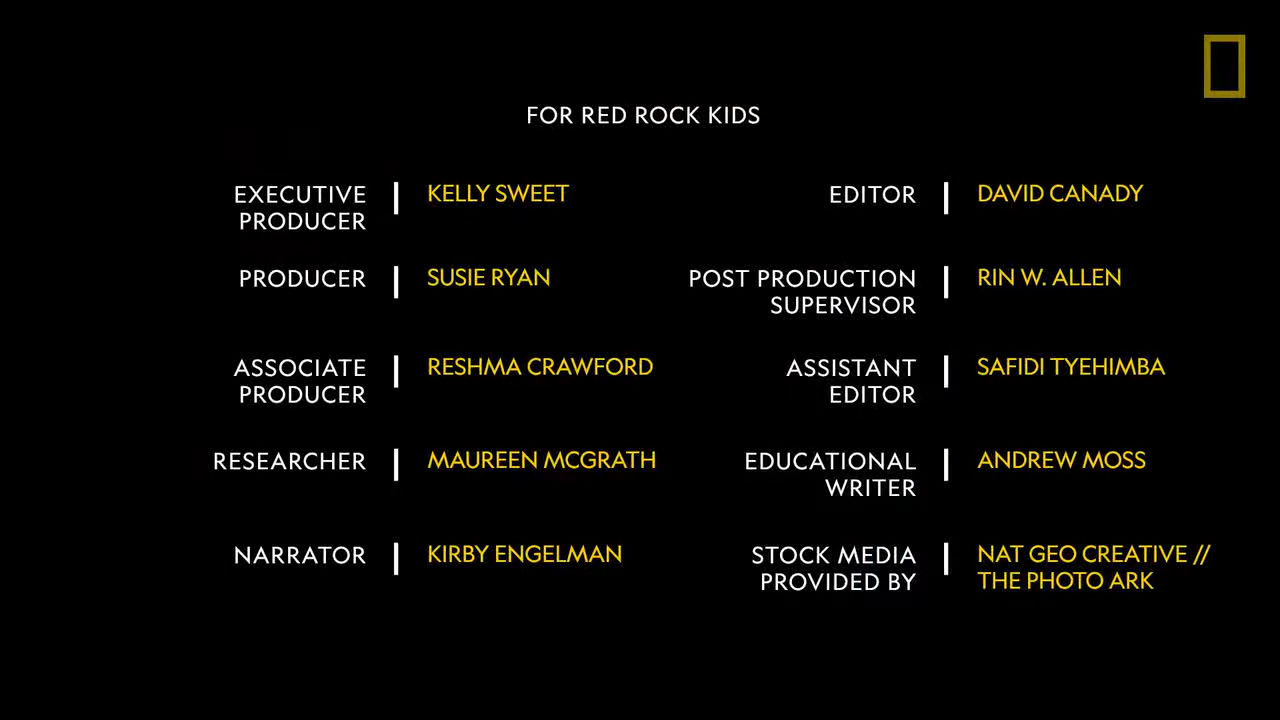 FOR RED ROCK KIDS
EXECUTIVE
PRODUCER
KELLY SWEET
PRODUCER
SUSIE RYAN
ASSOCIATE
PRODUCER
RESHMA CRAWFORD
RESEARCHER
MAUREEN MCGRATH
NARRATOR
KIRBY ENGELMAN
EDITOR
DAVID CANADY
POST PRODUCTION
SUPERVISOR
RIN W. ALLEN
ASSISTANT
EDITOR
SAFIDI TYEHIMBA
EDUCATIONAL
WRITER
ANDREW MOSS
STOCK MEDIA
PROVIDED BY
NAT GEO CREATIVE //
THE PHOTO ARK